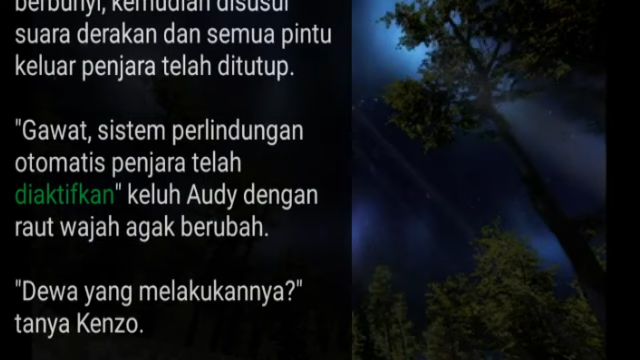 berbunyi, kemudian disusul
suara derakan dan semua pintu
keluar penjara telah ditutup.
"Gawat, sistem perlindungan
otomatis penjara telah
diaktifkan" keluh Audy dengan
raut wajah agak berubah.
"Dewa yang melakukannya?"
tanya Kenzo.